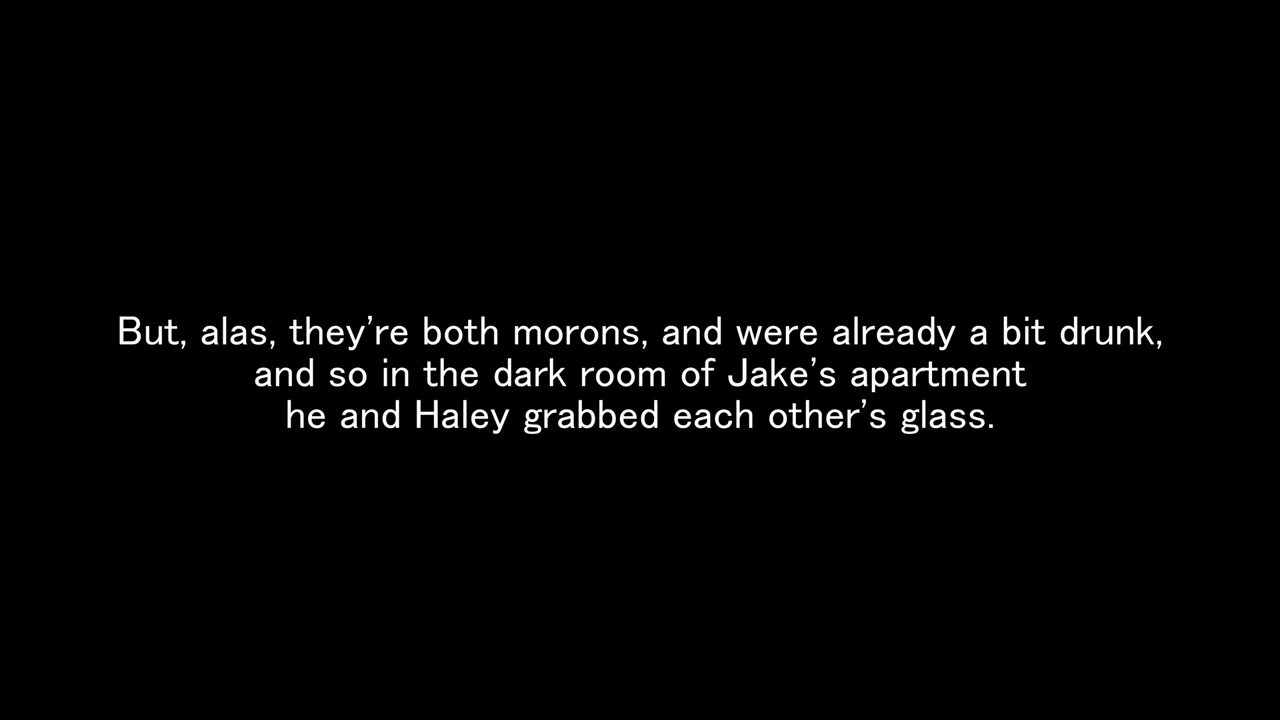 But, alas, they’re both morons, and were already a bit drunk,
and so in the dark room of Jake’s apartment
he and Haley grabbed each other’s glass.